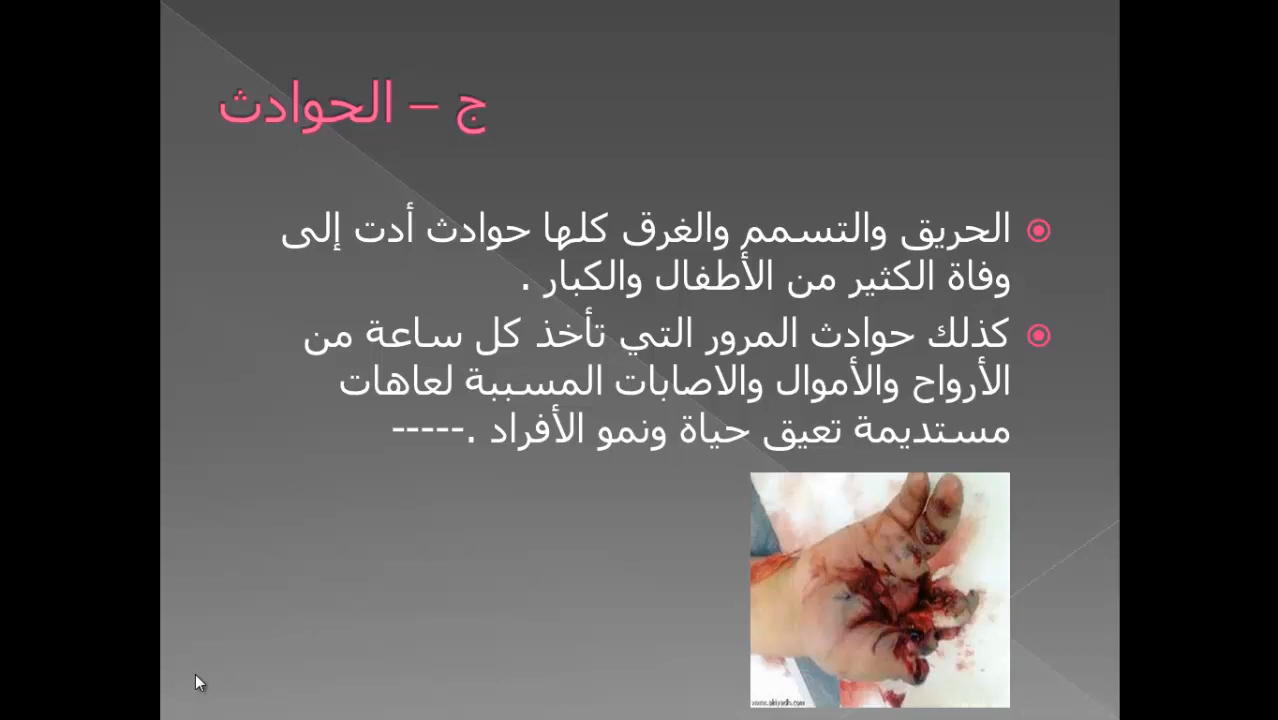 ج – الحوادث
الحريق والتسمم والغرق كلها حوادث أدت إلى
وفاة الكثير من الأطفال والكبار .
كذلك حوادث المرور التي تأخذ كل ساعة من
الأرواح والأموال والاصابات المسببة لعاهات
مستديمة تعيق حياة ونمو الأفراد .-----